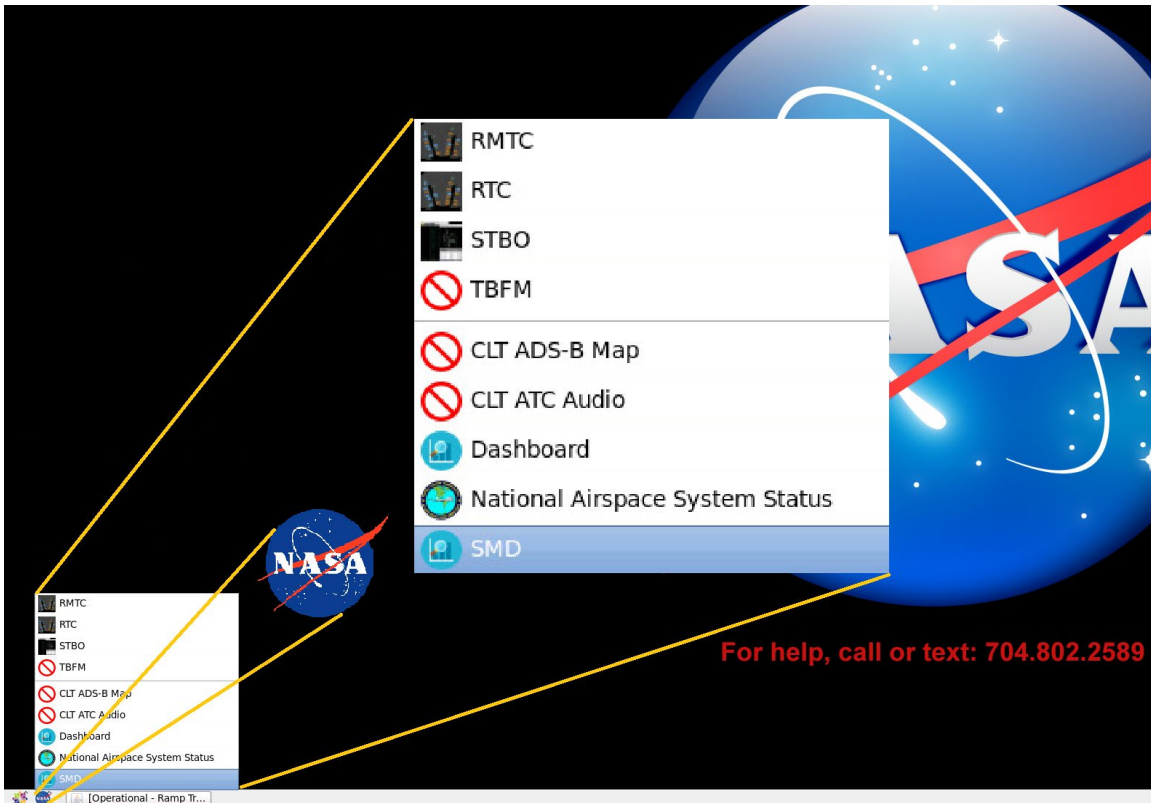 RMTC
RTC
STBO
TBFM
CLT ADS-B Map
CLT ATC Audio
Dashboard
National Airspace System Status
SMD
ASA
NASA
For help, call or text: 704.802.2589
RMTC
RTC
STBO
TBFM
CLT ADS-B Map
CLT ATC Audio
Dashboard
National Airspace System Status
SMD
NASA
[Operational - Ramp Tr...